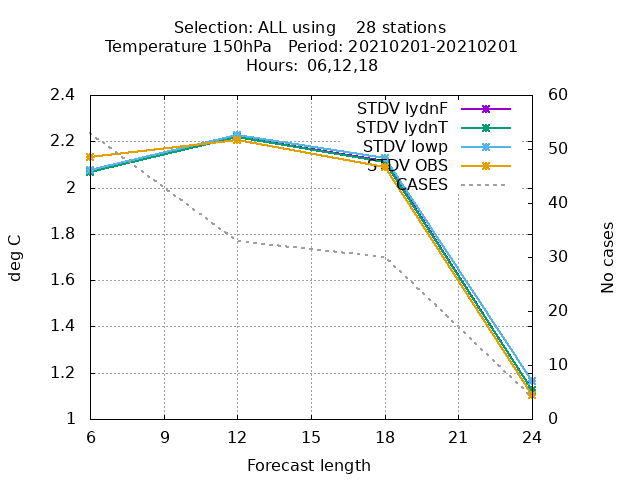 Selection: ALL using    28 stations
Temperature 150hPa   Period: 20210201-20210201
Hours:  06,12,18
STDV lydnF
STDV lydnT
STDV lowp
STDV OBS
CASES
2.4
2.2
2
1.8
1.6
1.4
1.2
1
60
50
40
30
20
10
0
deg C
No cases
6 9 12 15 18 21 24
Forecast length